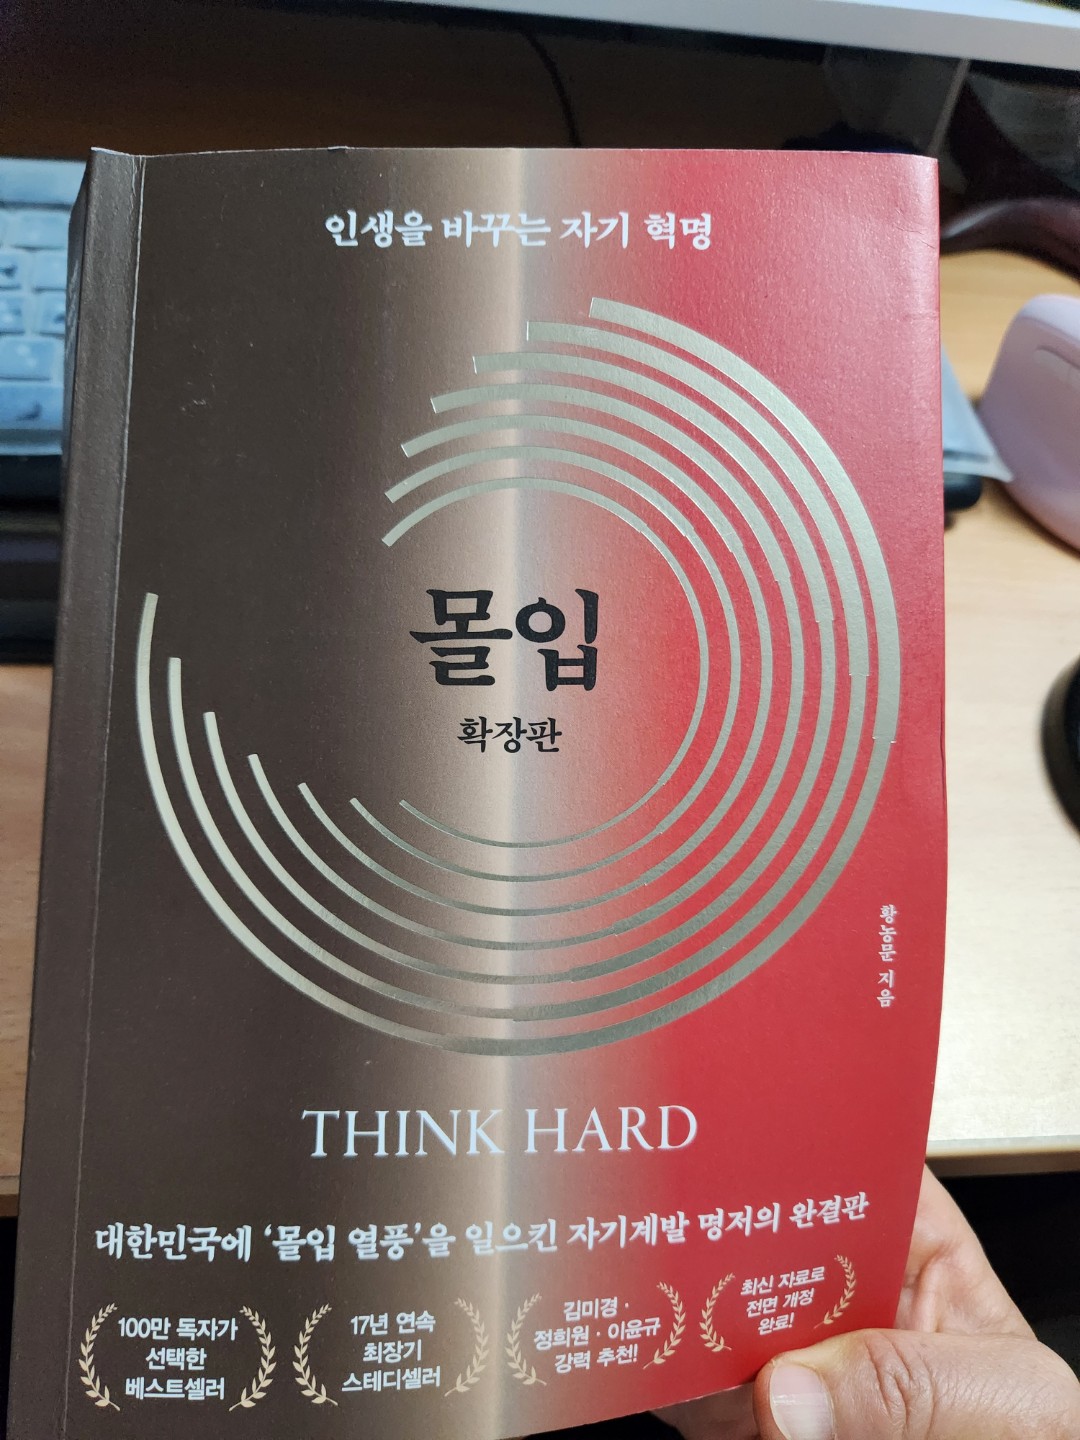 인생을 바꾸는 자기 혁명
몰입
확장판
황농문 지음
THINK HARD
대한민국에 ‘몰입 열풍’을 일으킨 자기계발 명저의 완결판
100만 독자가
선택한
베스트셀러
17년 연속
최장기
스테디셀러
김미경 ·
정희원 · 이윤규
강력 추천!
최신 자료로
전면 개정
완료!